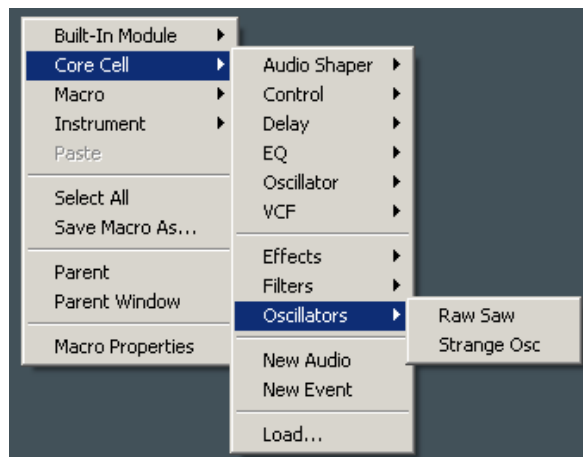 Built-In Module
Core Cell
Macro
Instrument
Paste
Select All
Save Macro As...
Parent
Parent Window
Macro Properties
Audio Shaper
Control
Delay
EQ
Oscillator
VCF
Effects
Filters
Oscillators
New Audio
New Event
Load...
Raw Saw
Strange Osc